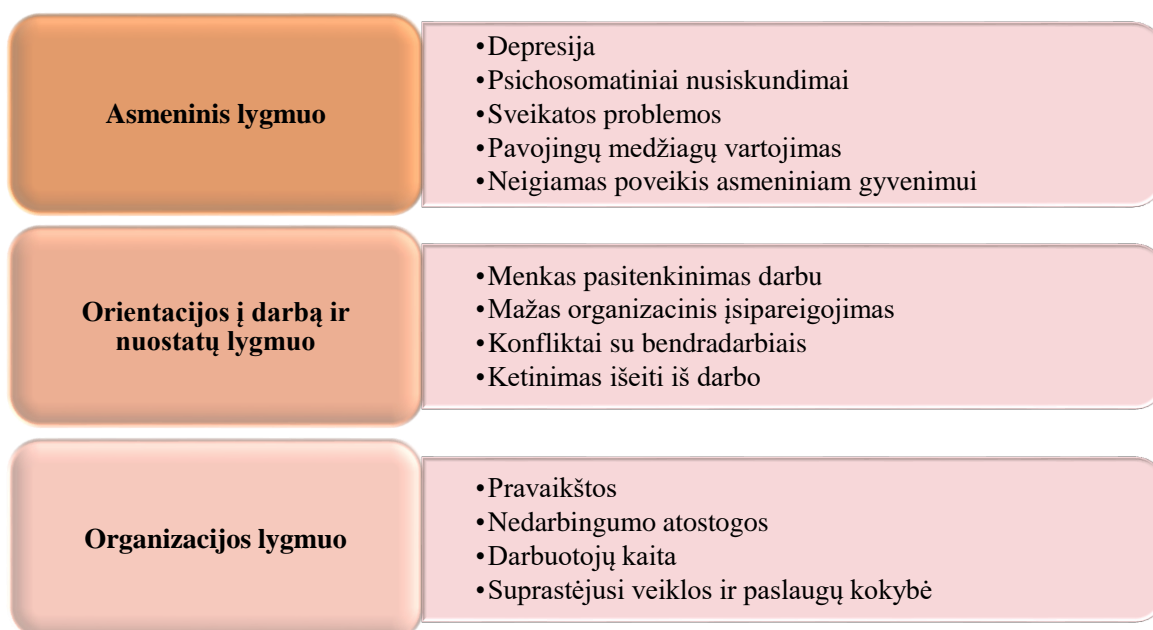 Asmeninis lygmuo
•Depresija
•Psichosomatiniai nusiskundimai
•Sveikatos problemos
•Pavojingų medžiagų vartojimas
•Neigiamas poveikis asmeniniam gyvenimui
Orientacijos į darbą ir
nuostatų lygmuo
•Menkas pasitenkinimas darbu
•Mažas organizacinis įsipareigojimas
•Konfliktai su bendradarbiais
•Ketinimas išeiti iš darbo
Organizacijos lygmuo
•Pravaikštos
•Nedarbingumo atostogos
•Darbuotojų kaita
•Suprastėjusi veiklos ir paslaugų kokybė